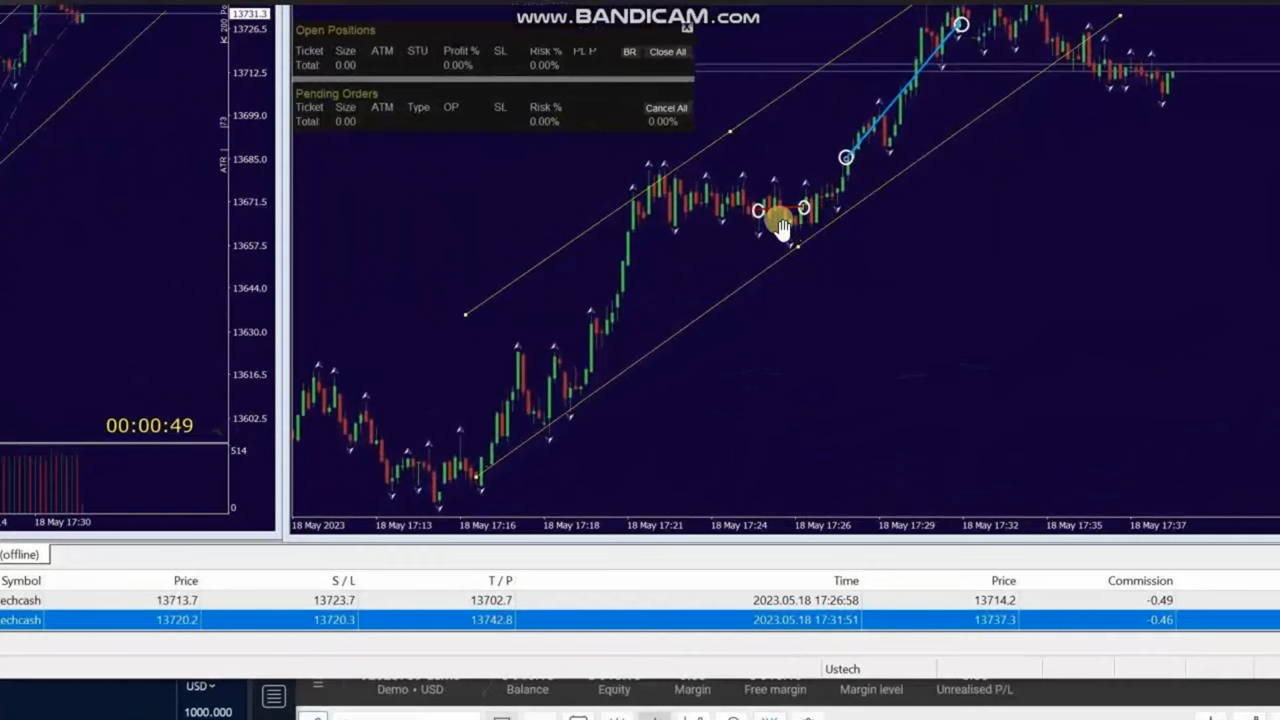 www.BANDICAM.com
13731.3
13726.5
13712.5
13699.0
13685.0
13671.5
13657.5
13644.0
13630.0
13616.5
13602.5
514
0
ATR
00:00:49
18 May 17:30
Open Positions
Ticket Size ATM STU Profit % SL Risk % BR Close All
Total: 0.00 0.00% 0.00%
Pending Orders
Ticket Size ATM Type OP SL Risk % Cancel All
Total: 0.00 0.00% 0.00%
18 May 2023 18 May 17:13 18 May 17:16 18 May 17:18 18 May 17:21 18 May 17:24 18 May 17:26 18 May 17:29 18 May 17:32 18 May 17:35 18 May 17:37
(offline)
Symbol Price S / L T / P Time Price Commission
echcash 13713.7 13723.7 13702.7 2023.05.18 17:26:58 13714.2 -0.49
echcash 13720.2 13720.3 13742.8 2023.05.18 17:31:51 13737.3 -0.46
Ustech
USD
1000.000
Demo • USD Balance Equity Margin Free margin Margin level Unrealised P/L